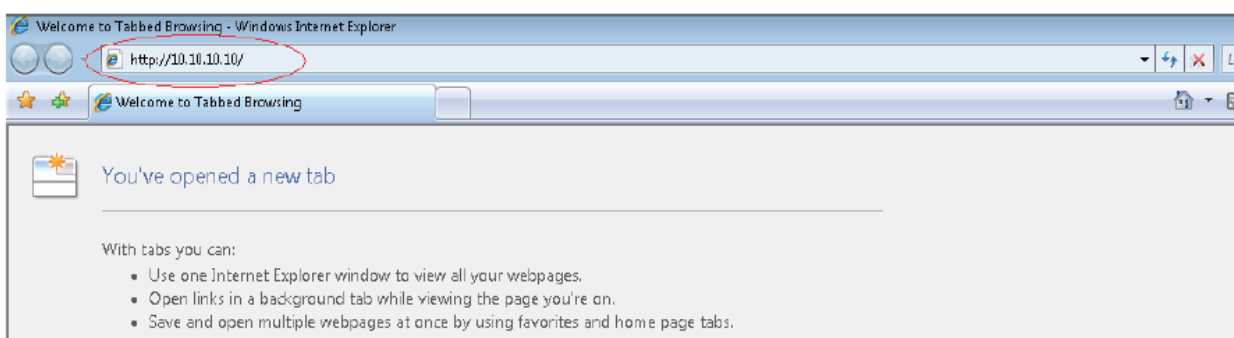 Welcome to Tabbed Browsing - Windows Internet Explorer
http://10.10.10.10/
Welcome to Tabbed Browsing
You've opened a new tab
With tabs you can:
• Use one Internet Explorer window to view all your webpages.
• Open links in a background tab while viewing the page you're on.
• Save and open multiple webpages at once by using favorites and home page tabs.